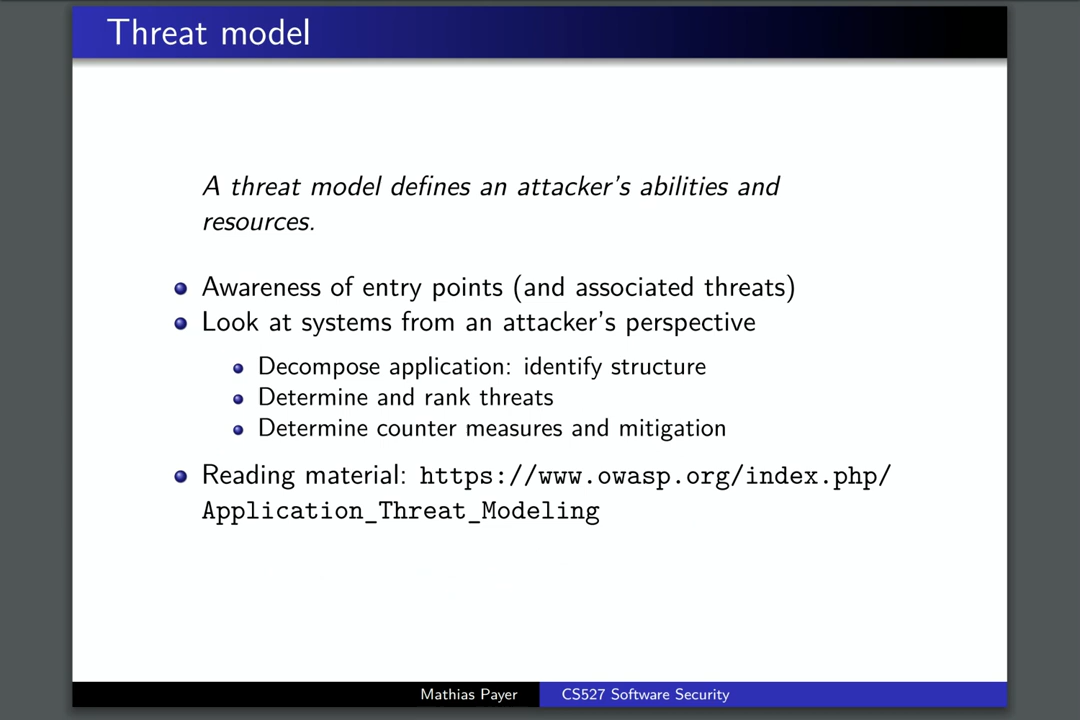 Threat model
A threat model defines an attacker's abilities and
resources.
Awareness of entry points (and associated threats)
Look at systems from an attacker's perspective
Decompose application: identify structure
Determine and rank threats
Determine counter measures and mitigation
Reading material: https://www.owasp.org/index.php/
Application_Threat_Modeling
Mathias Payer
CS527 Software Security